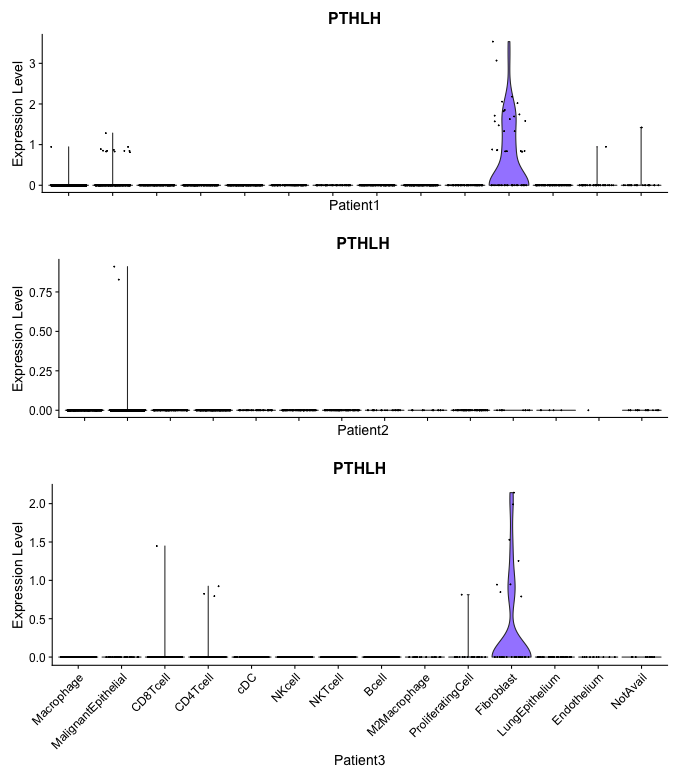 PTHLH
Expression Level
3
2
1
0
Patient1
PTHLH
Expression Level
0.75
0.50
0.25
0.00
Patient2
PTHLH
Expression Level
2.0
1.5
1.0
0.5
0.0
Macrophage
MalignantEpithelial
CD8Tcell
CD4Tcell
cDC
NKcell
NKTcell
Bcell
M2Macrophage
ProliferatingCell
Fibroblast
LungEpithelium
Endothelium
NotAvail
Patient3